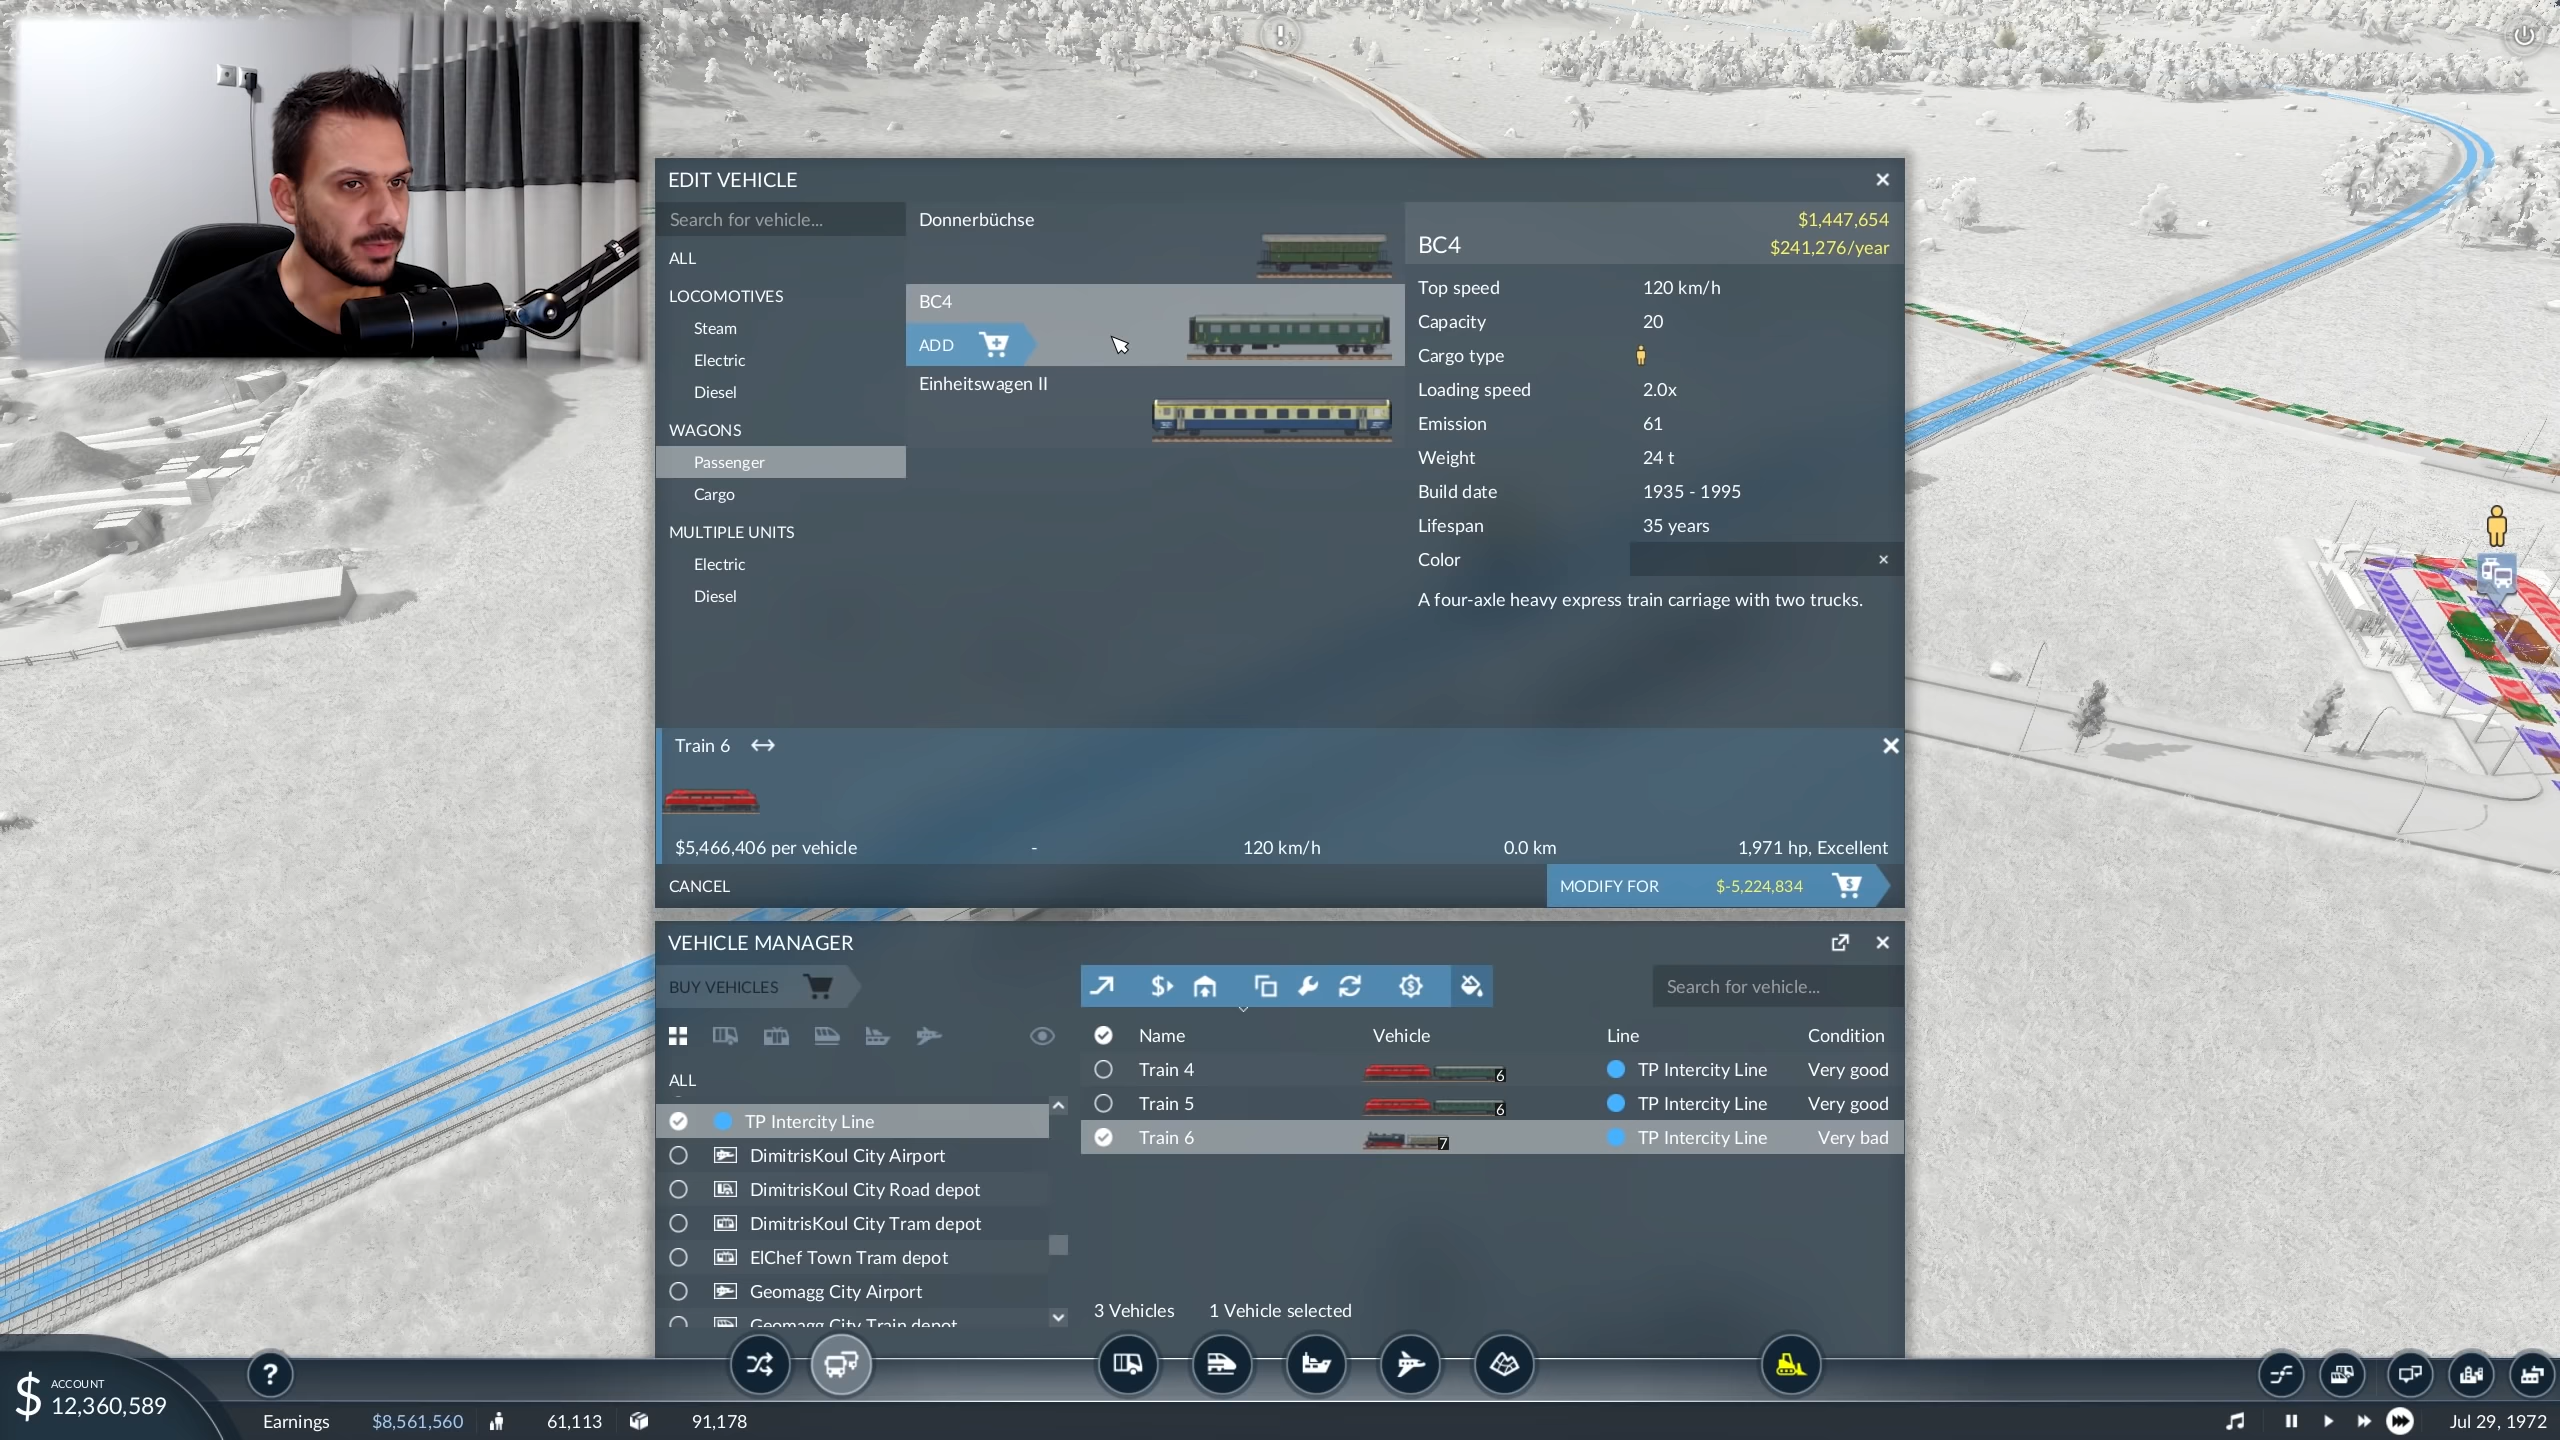 EDIT VEHICLE
Search for vehicle...
ALL
LOCOMOTIVES
Steam
Electric
Diesel
WAGONS
Passenger
Cargo
MULTIPLE UNITS
Electric
Diesel
Donnerbüchse
BC4
ADD
Einheitswagen II
$1,447,654
BC4
$241,276/year
Top speed 120 km/h
Capacity 20
Cargo type
Loading speed 2.0x
Emission 61
Weight 24 t
Build date 1935 - 1995
Lifespan 35 years
Color
A four-axle heavy express train carriage with two trucks.
Train 6
$5,466,406 per vehicle - 120 km/h 0.0 km 1,971 hp, Excellent
CANCEL
MODIFY FOR $-5,224,834
VEHICLE MANAGER
BUY VEHICLES
Search for vehicle...
ALL
TP Intercity Line
DimitrisKoul City Airport
DimitrisKoul City Road depot
DimitrisKoul City Tram depot
ElChef Town Tram depot
Geomagg City Airport
Geomagg City Train depot
Name Vehicle Line Condition
Train 4 6 TP Intercity Line Very good
Train 5 6 TP Intercity Line Very good
Train 6 7 TP Intercity Line Very bad
3 Vehicles 1 Vehicle selected
?
$ ACCOUNT
12,360,589
Earnings $8,561,560 61,113 91,178
Jul 29, 1972